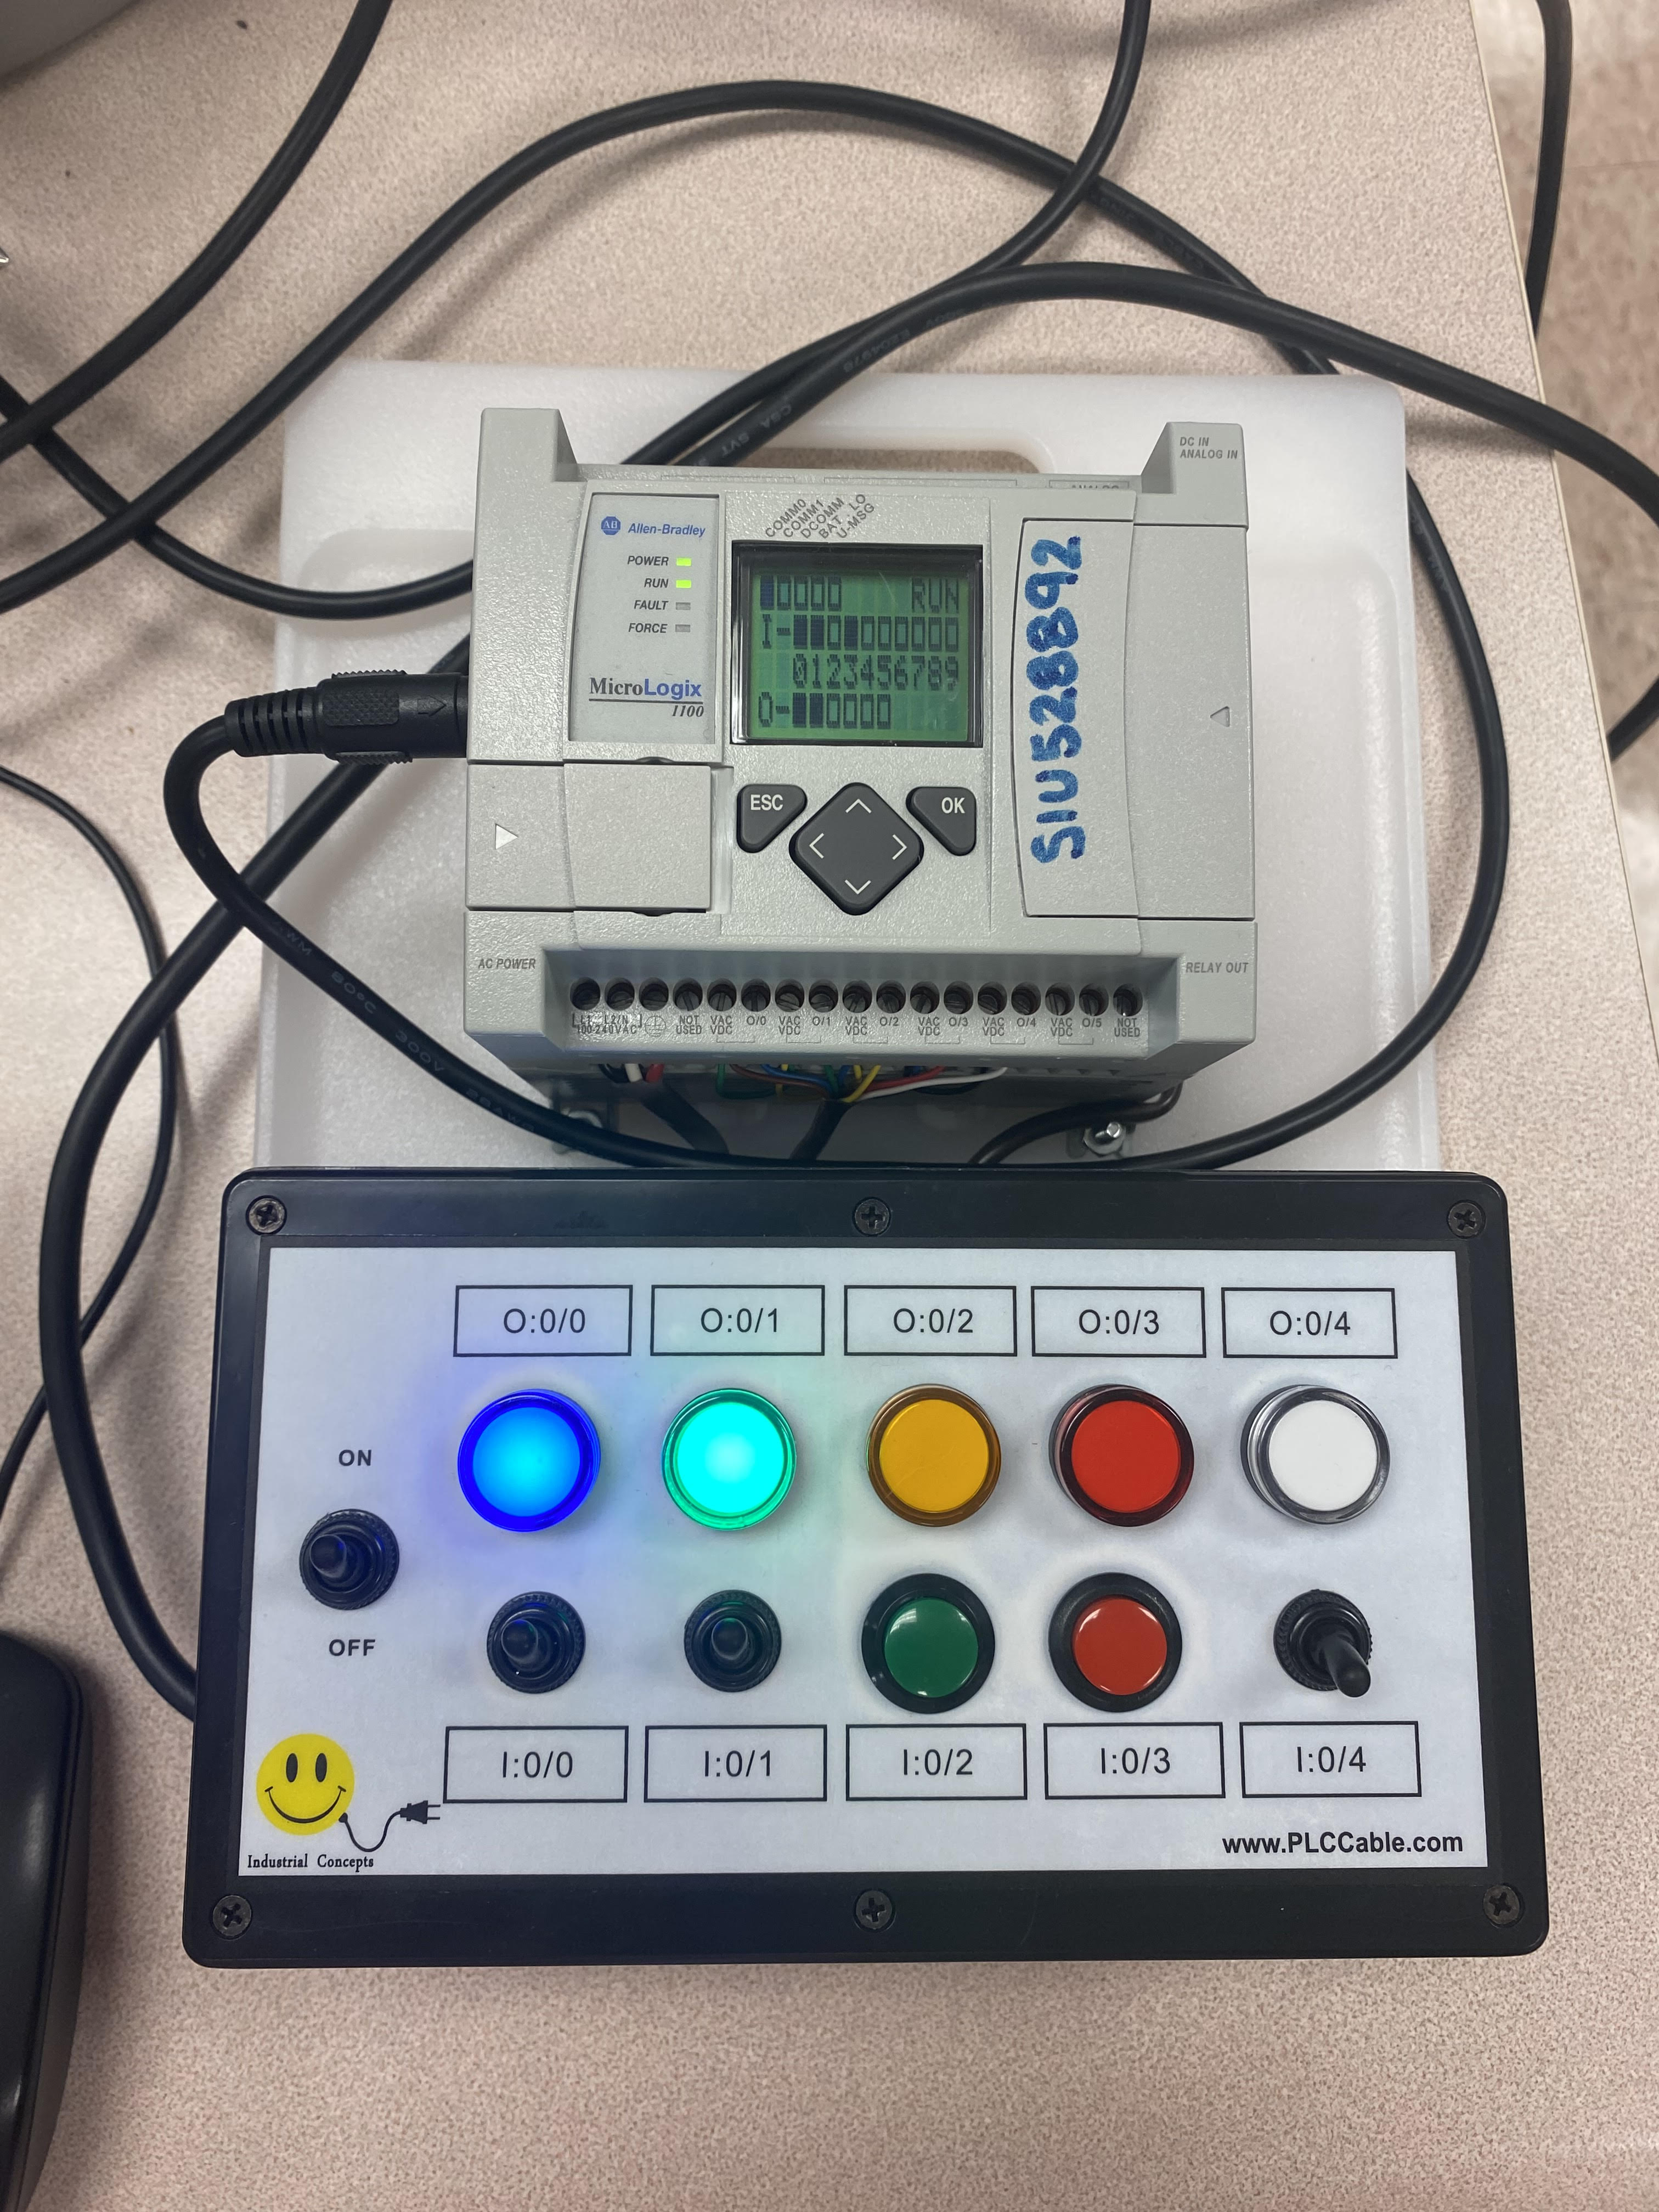 DC IN
ANALOG IN
COMM0
COMM1
DCOMM
BAT. LO
U-MSG
AB Allen-Bradley
POWER
RUN
FAULT
FORCE
MicroLogix
1100
RUN
I-
0123456789
O-
SIU528B92
ESC
OK
AC POWER
RELAY OUT
L1 L2/N
100-240VAC
NOT USED
VAC VDC
O/0
VAC VDC
O/1
VAC VDC
O/2
VAC VDC
O/3
VAC VDC
O/4
VAC VDC
O/5
NOT USED
O:0/0
O:0/1
O:0/2
O:0/3
O:0/4
ON
OFF
I:0/0
I:0/1
I:0/2
I:0/3
I:0/4
Industrial Concepts
www.PLCCable.com